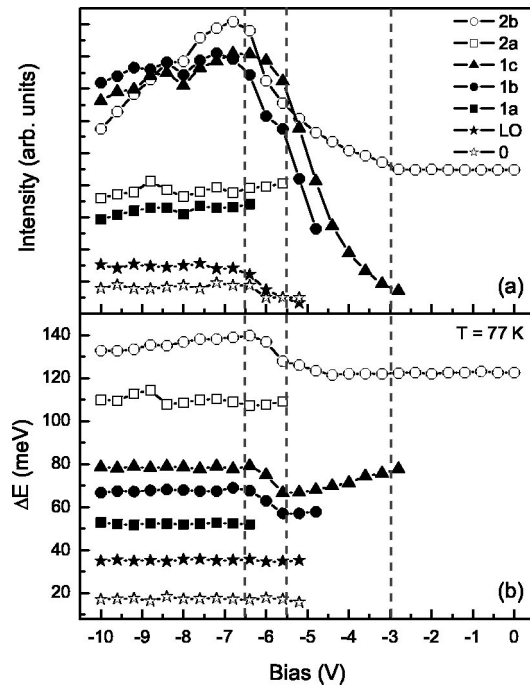 2b
2a
1c
1b
1a
LO
0
Intensity (arb. units)
(a)
T = 77 K
140
120
100
80
60
40
20
ΔE (meV)
(b)
-10 -9 -8 -7 -6 -5 -4 -3 -2 -1 0
Bias (V)